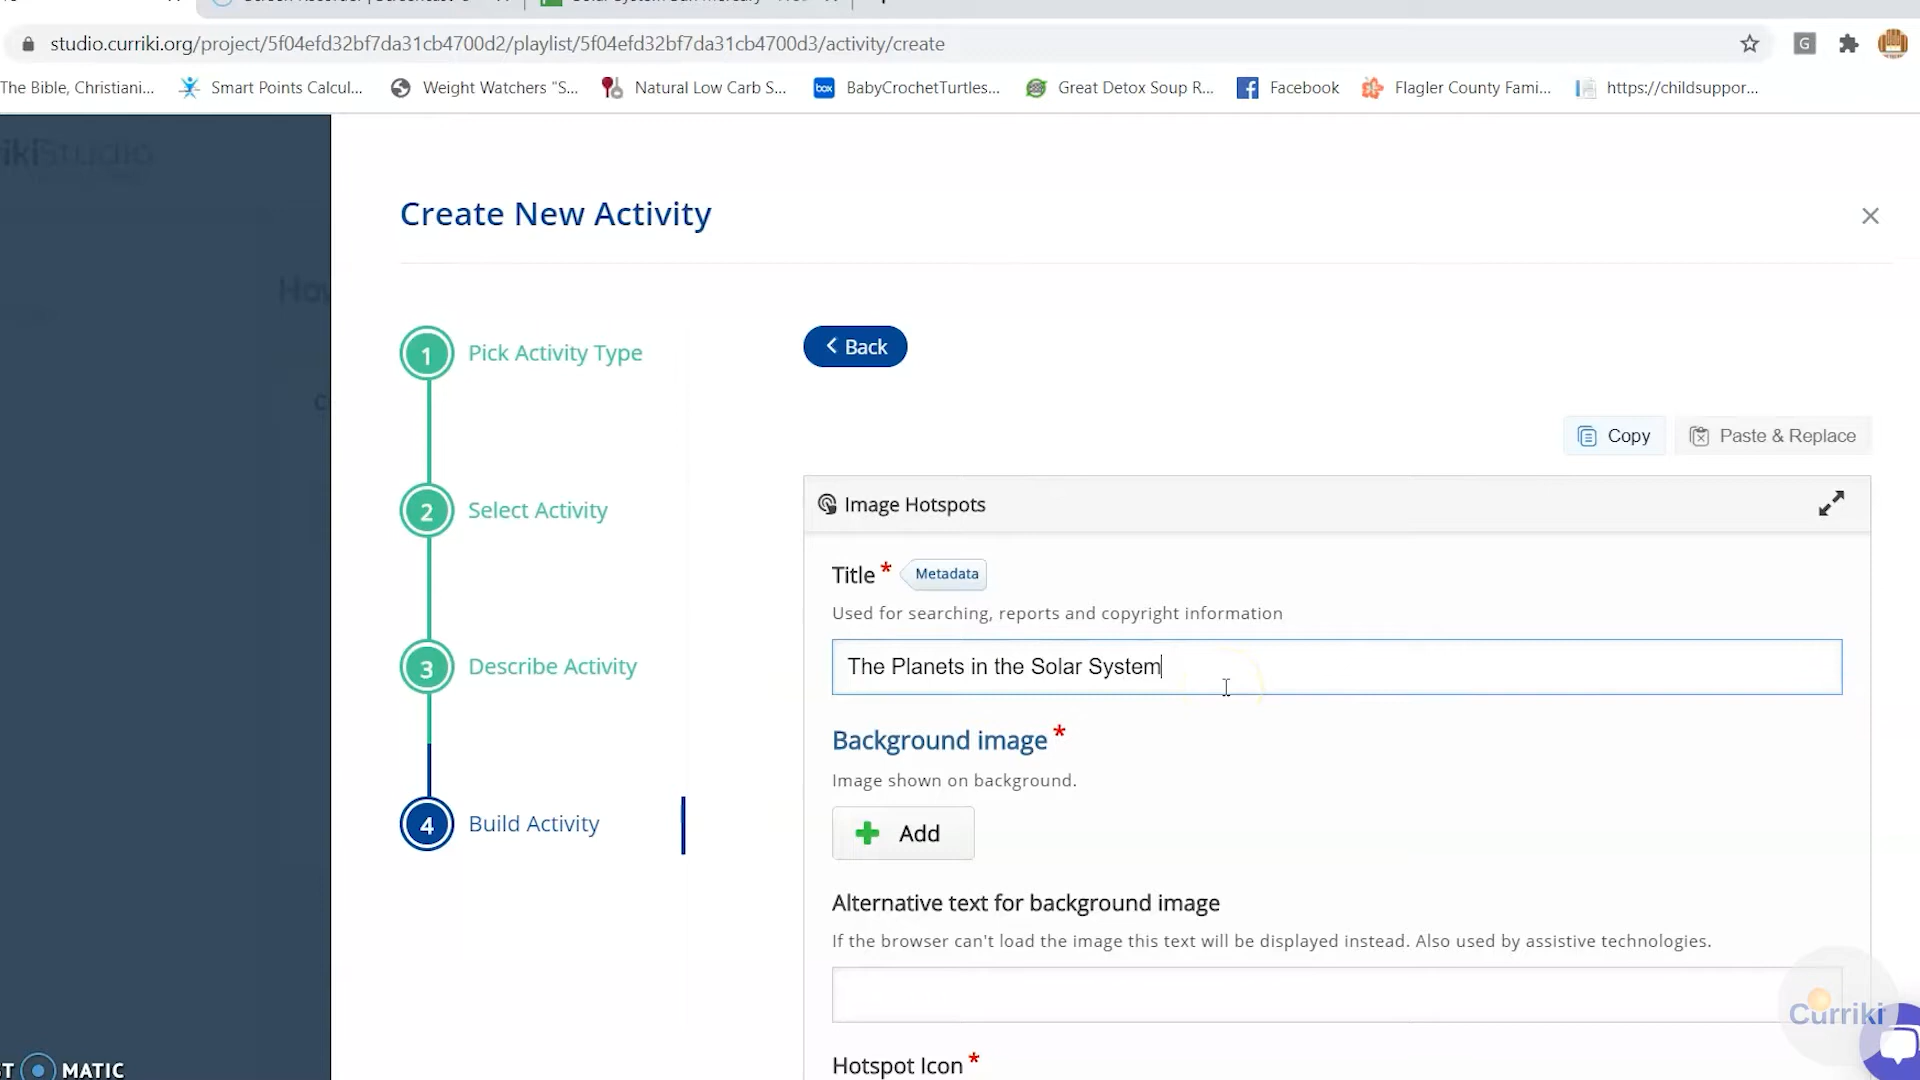 studio.curriki.org/project/5f04efd32bf7da31cb4700d2/playlist/5f04efd32bf7da31cb4700d3/activity/create
G
The Bible, Christiani... Smart Points Calcul... Weight Watchers "S... Natural Low Carb S... box BabyCrochetTurtles... Great Detox Soup R... Facebook Flagler County Fami... https://childsuppor...
Create New Activity
1 Pick Activity Type
Back
Copy Paste & Replace
Image Hotspots
2 Select Activity
Title * Metadata
Used for searching, reports and copyright information
The Planets in the Solar System
3 Describe Activity
Background image *
Image shown on background.
4 Build Activity
Add
Alternative text for background image
If the browser can't load the image this text will be displayed instead. Also used by assistive technologies.
Curriki
Hotspot Icon *
MATIC